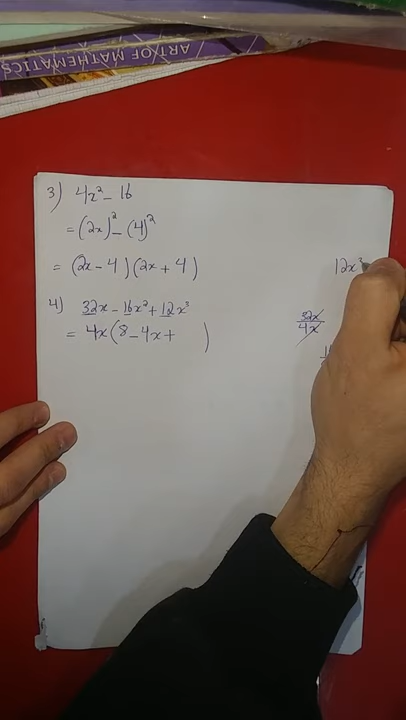 ART OF MATHEMATICS
3) 4x² - 16
= (2x)² - (4)²
= (2x - 4)(2x + 4)
12x³
4) 32x - 16x² + 12x³
= 4x(8 - 4x + )
32x
4x